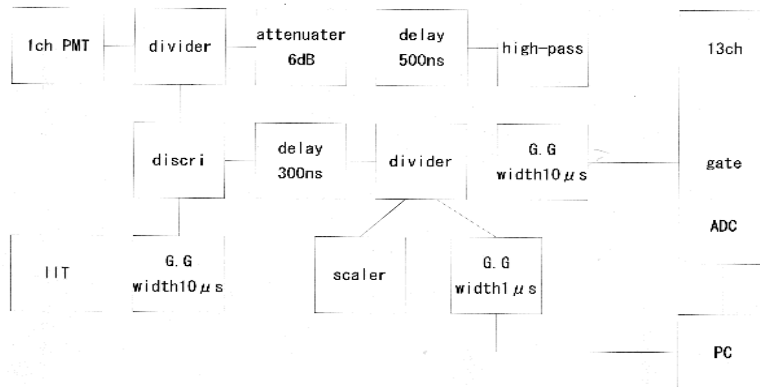 1ch PMT
divider
attenuater
6dB
delay
500ns
high-pass
13ch
discri
delay
300ns
divider
G.G
width10μs
gate
ADC
IIT
G.G
width10μs
scaler
G.G
width1μs
PC